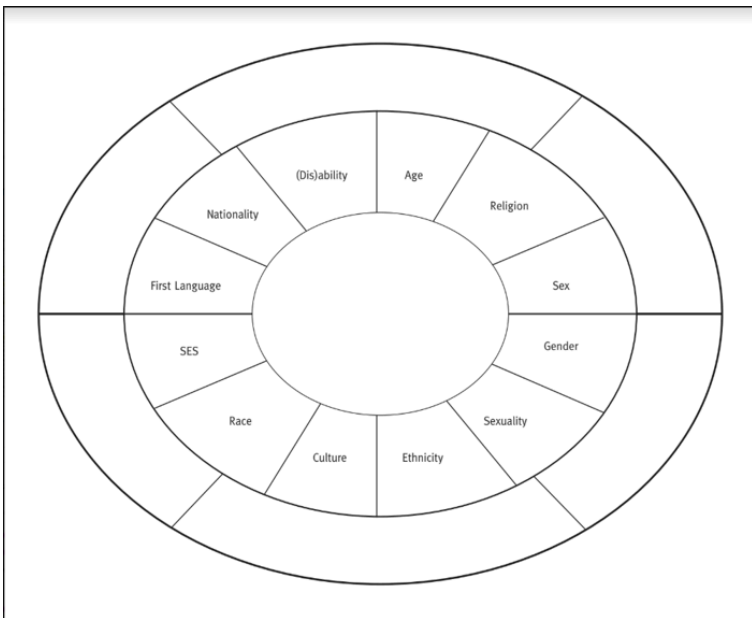 (Dis)ability
Age
Religion
Sex
Gender
Sexuality
Ethnicity
Culture
Race
SES
First Language
Nationality